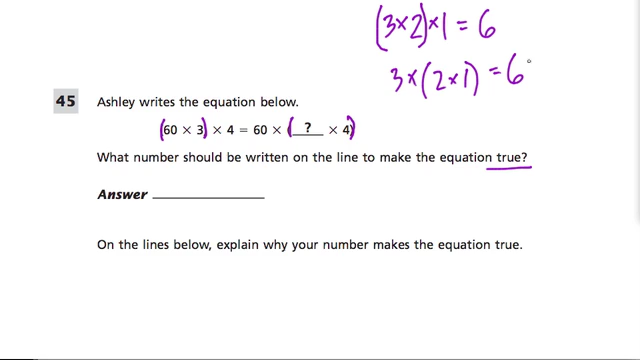 (3×2)×1 = 6
3×(2×1) = 6
45 Ashley writes the equation below.
(60 × 3) × 4 = 60 × ( ? × 4)
What number should be written on the line to make the equation true?
Answer
On the lines below, explain why your number makes the equation true.